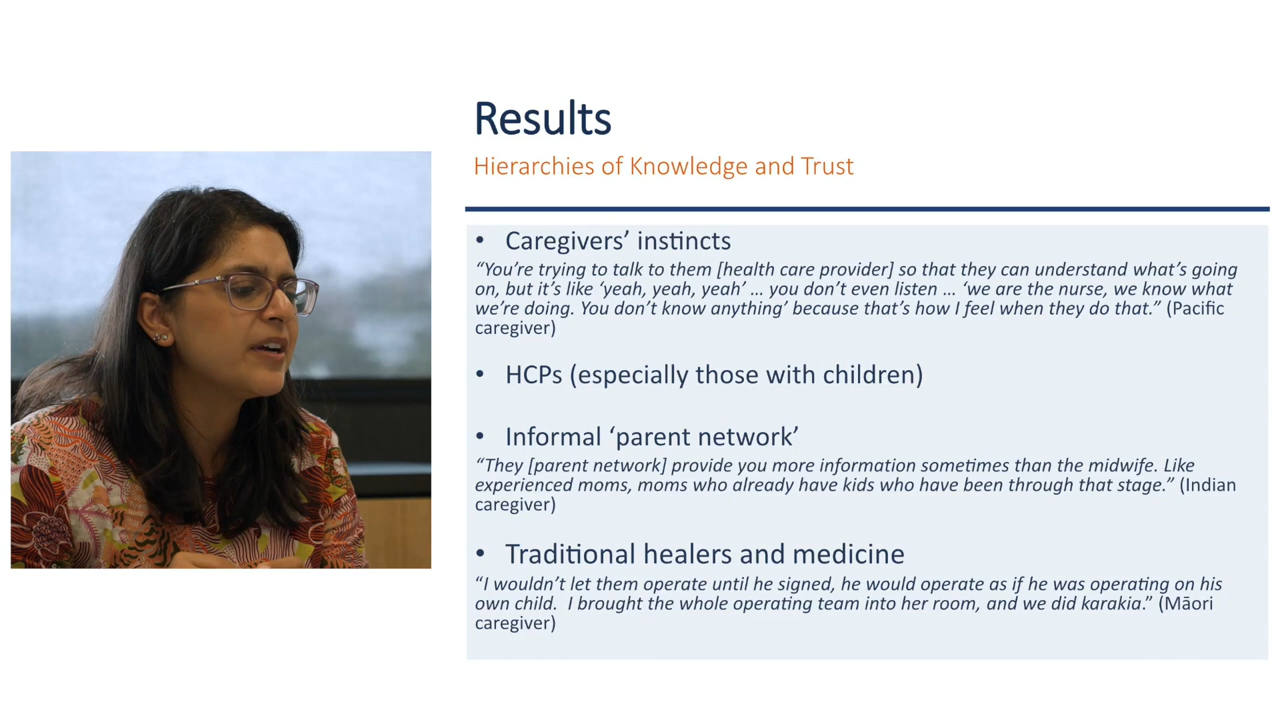 Results
Hierarchies of Knowledge and Trust
• Caregivers’ instincts
“You’re trying to talk to them [health care provider] so that they can understand what’s going
on, but it’s like ‘yeah, yeah, yeah’ … you don’t even listen … ‘we are the nurse, we know what
we’re doing. You don’t know anything’ because that’s how I feel when they do that.” (Pacific
caregiver)
• HCPs (especially those with children)
• Informal ‘parent network’
“They [parent network] provide you more information sometimes than the midwife. Like
experienced moms, moms who already have kids who have been through that stage.” (Indian
caregiver)
• Traditional healers and medicine
“I wouldn’t let them operate until he signed, he would operate as if he was operating on his
own child.  I brought the whole operating team into her room, and we did karakia.” (Māori
caregiver)